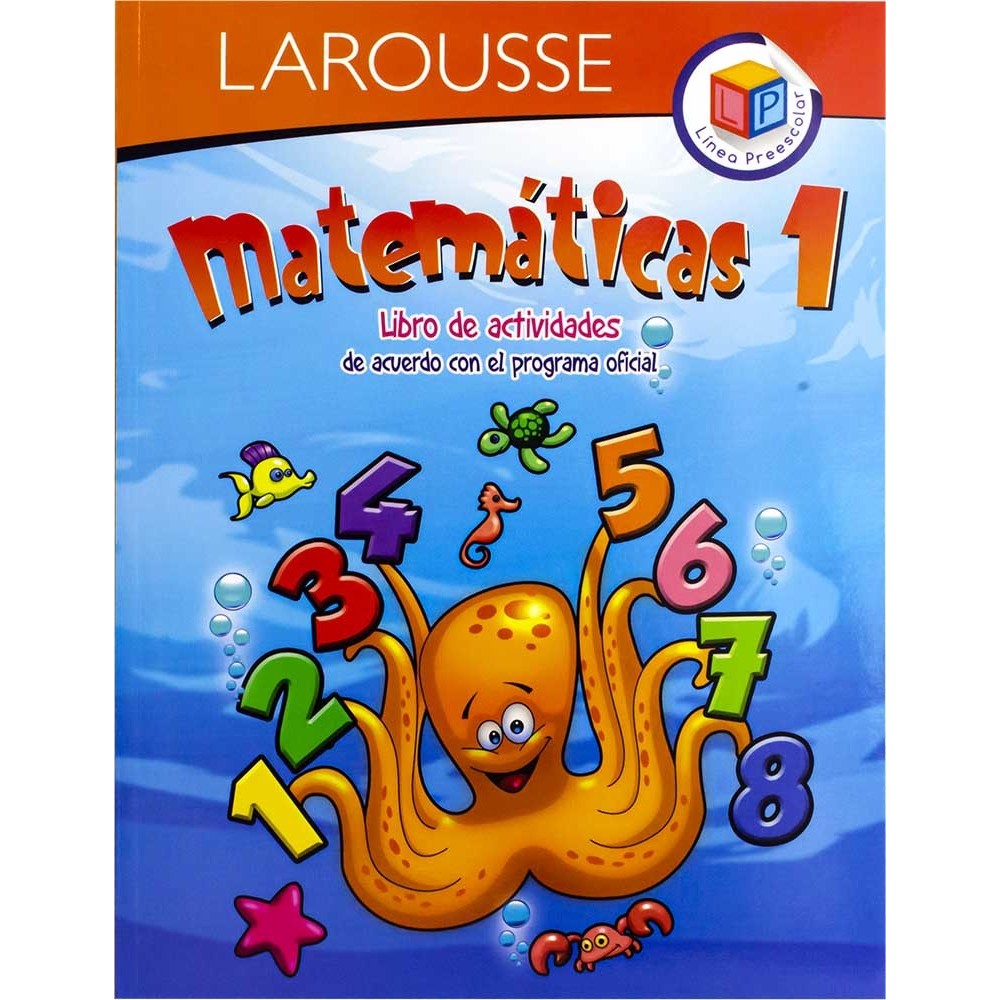 LAROUSSE
LP
Línea Preescolar
Matemáticas 1
Libro de actividades
de acuerdo con el programa oficial
4
5
3
6
2
7
1
8